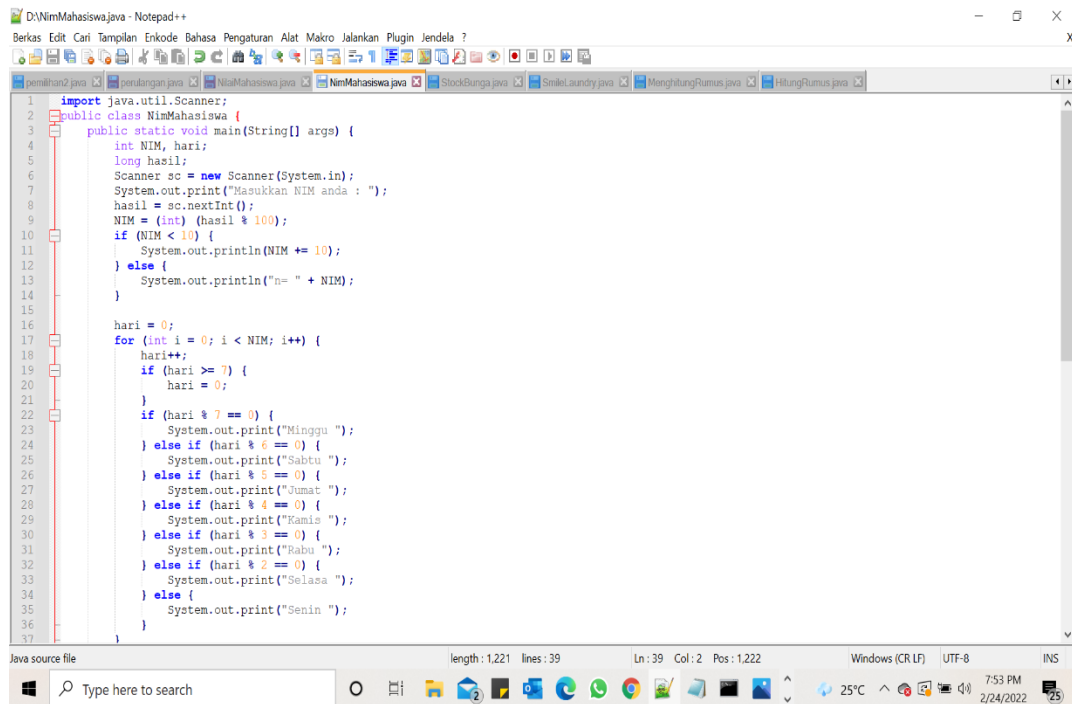 D:\NimMahasiswa.java - Notepad++
Berkas Edit Cari Tampilan Enkode Bahasa Pengaturan Alat Makro Jalankan Plugin Jendela ? X
pemilihan2.java perulangan.java NilaiMahasiswa.java NimMahasiswa.java StockBunga.java SmileLaundry.java MenghitungRumus.java HitungRumus.java
1 import java.util.Scanner;
2 public class NimMahasiswa {
3 public static void main(String[] args) {
4 int NIM, hari;
5 long hasil;
6 Scanner sc = new Scanner(System.in);
7 System.out.print("Masukkan NIM anda : ");
8 hasil = sc.nextInt();
9 NIM = (int) (hasil % 100);
10 if (NIM < 10) {
11 System.out.println(NIM += 10);
12 } else {
13 System.out.println("n= " + NIM);
14 }
15
16 hari = 0;
17 for (int i = 0; i < NIM; i++) {
18 hari++;
19 if (hari >= 7) {
20 hari = 0;
21 }
22 if (hari % 7 == 0) {
23 System.out.print("Minggu ");
24 } else if (hari % 6 == 0) {
25 System.out.print("Sabtu ");
26 } else if (hari % 5 == 0) {
27 System.out.print("Jumat ");
28 } else if (hari % 4 == 0) {
29 System.out.print("Kamis ");
30 } else if (hari % 3 == 0) {
31 System.out.print("Rabu ");
32 } else if (hari % 2 == 0) {
33 System.out.print("Selasa ");
34 } else {
35 System.out.print("Senin ");
36 }
37 }
Java source file length : 1,221 lines : 39 Ln : 39 Col : 2 Pos : 1,222 Windows (CR LF) UTF-8 INS
Type here to search 2 25°C 7:53 PM
2/24/2022 25